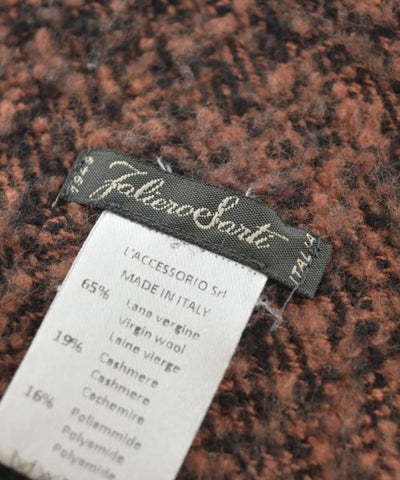 1949
Faliero Sarti
ITALIA
L'ACCESSORIO Srl
MADE IN ITALY
65% Lana vergine
Virgin wool
Laine vierge
19% Cashmere
Cashmere
Cachemire
16% Poliammide
Polyamide
Polyamide